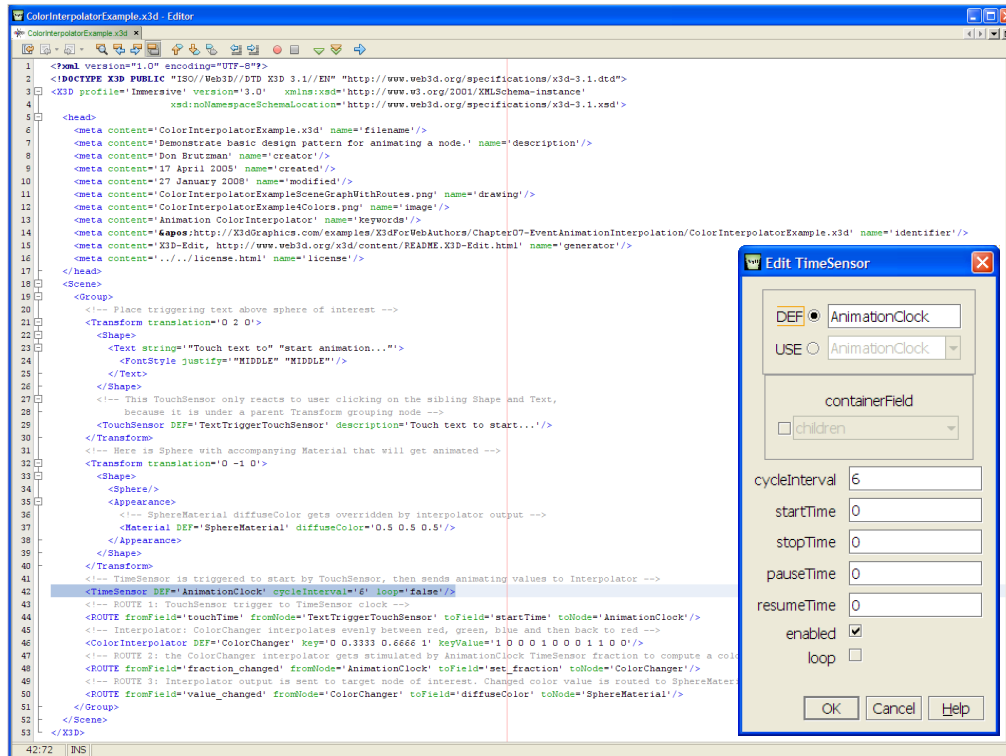 ColorInterpolatorExample.x3d - Editor
ColorInterpolatorExample.x3d
1 <?xml version="1.0" encoding="UTF-8"?>
2 <!DOCTYPE X3D PUBLIC "ISO//Web3D//DTD X3D 3.1//EN" "http://www.web3d.org/specifications/x3d-3.1.dtd">
3 <X3D profile='Immersive' version='3.0' xmlns:xsd='http://www.w3.org/2001/XMLSchema-instance'
4 xsd:noNamespaceSchemaLocation='http://www.web3d.org/specifications/x3d-3.1.xsd'>
5 <head>
6 <meta content='ColorInterpolatorExample.x3d' name='filename'/>
7 <meta content='Demonstrate basic design pattern for animating a node.' name='description'/>
8 <meta content='Don Brutzman' name='creator'/>
9 <meta content='17 April 2005' name='created'/>
10 <meta content='27 January 2008' name='modified'/>
11 <meta content='ColorInterpolatorExampleSceneGraphWithRoutes.png' name='drawing'/>
12 <meta content='ColorInterpolatorExample4Colors.png' name='image'/>
13 <meta content='Animation ColorInterpolator' name='keywords'/>
14 <meta content='&apos;http://X3dGraphics.com/examples/X3dForWebAuthors/Chapter07-EventAnimationInterpolation/ColorInterpolatorExample.x3d' name='identifier'/>
15 <meta content='X3D-Edit, http://www.web3d.org/x3d/content/README.X3D-Edit.html' name='generator'/>
16 <meta content='../../license.html' name='license'/>
17 </head>
18 <Scene>
19 <Group>
20 <!-- Place triggering text above sphere of interest -->
21 <Transform translation='0 2 0'>
22 <Shape>
23 <Text string='"Touch text to" "start animation..."'>
24 <FontStyle justify='"MIDDLE" "MIDDLE"'/>
25 </Text>
26 </Shape>
27 <!-- This TouchSensor only reacts to user clicking on the sibling Shape and Text,
28 because it is under a parent Transform grouping node -->
29 <TouchSensor DEF='TextTriggerTouchSensor' description='Touch text to start...'/>
30 </Transform>
31 <!-- Here is Sphere with accompanying Material that will get animated -->
32 <Transform translation='0 -1 0'>
33 <Shape>
34 <Sphere/>
35 <Appearance>
36 <!-- SphereMaterial diffuseColor gets overridden by interpolator output -->
37 <Material DEF='SphereMaterial' diffuseColor='0.5 0.5 0.5'/>
38 </Appearance>
39 </Shape>
40 </Transform>
41 <!-- TimeSensor is triggered to start by TouchSensor, then sends animating values to Interpolator -->
42 <TimeSensor DEF='AnimationClock' cycleInterval='6' loop='false'/>
43 <!-- ROUTE 1: TouchSensor trigger to TimeSensor clock -->
44 <ROUTE fromField='touchTime' fromNode='TextTriggerTouchSensor' toField='startTime' toNode='AnimationClock'/>
45 <!-- Interpolator: ColorChanger interpolates evenly between red, green, blue and then back to red -->
46 <ColorInterpolator DEF='ColorChanger' key='0 0.3333 0.6666 1' keyValue='1 0 0 0 1 0 0 0 1 1 0 0'/>
47 <!-- ROUTE 2: the ColorChanger interpolator gets stimulated by AnimationClock TimeSensor fraction to compute a colo
48 <ROUTE fromField='fraction_changed' fromNode='AnimationClock' toField='set_fraction' toNode='ColorChanger'/>
49 <!-- ROUTE 3: Interpolator output is sent to target node of interest. Changed color value is routed to SphereMateri
50 <ROUTE fromField='value_changed' fromNode='ColorChanger' toField='diffuseColor' toNode='SphereMaterial'/>
51 </Group>
52 </Scene>
53 </X3D>
42:72 INS
Edit TimeSensor
DEF AnimationClock
USE AnimationClock
containerField
children
cycleInterval 6
startTime 0
stopTime 0
pauseTime 0
resumeTime 0
enabled
loop
OK Cancel Help